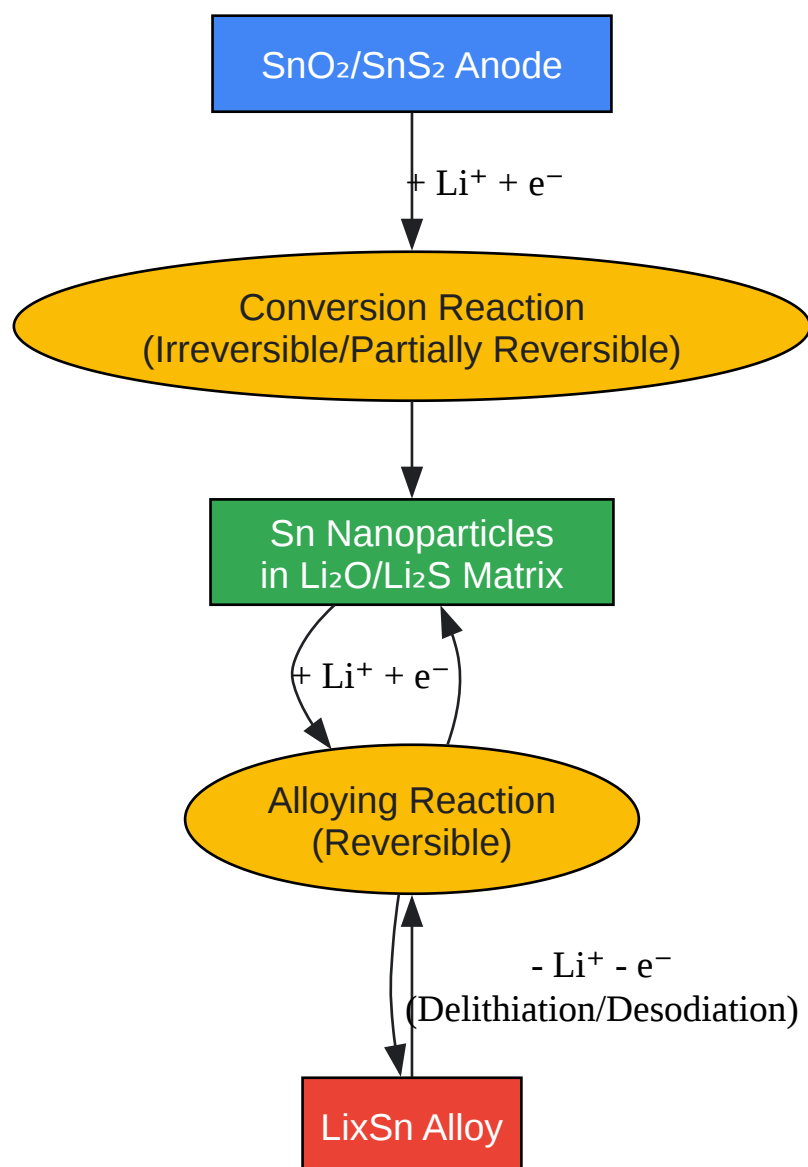 SnO₂/SnS₂ Anode
+ Li⁺ + e⁻
Conversion Reaction
(Irreversible/Partially Reversible)
Sn Nanoparticles
in Li₂O/Li₂S Matrix
+ Li⁺ + e⁻
Alloying Reaction
(Reversible)
- Li⁺ - e⁻
(Delithiation/Desodiation)
LixSn Alloy